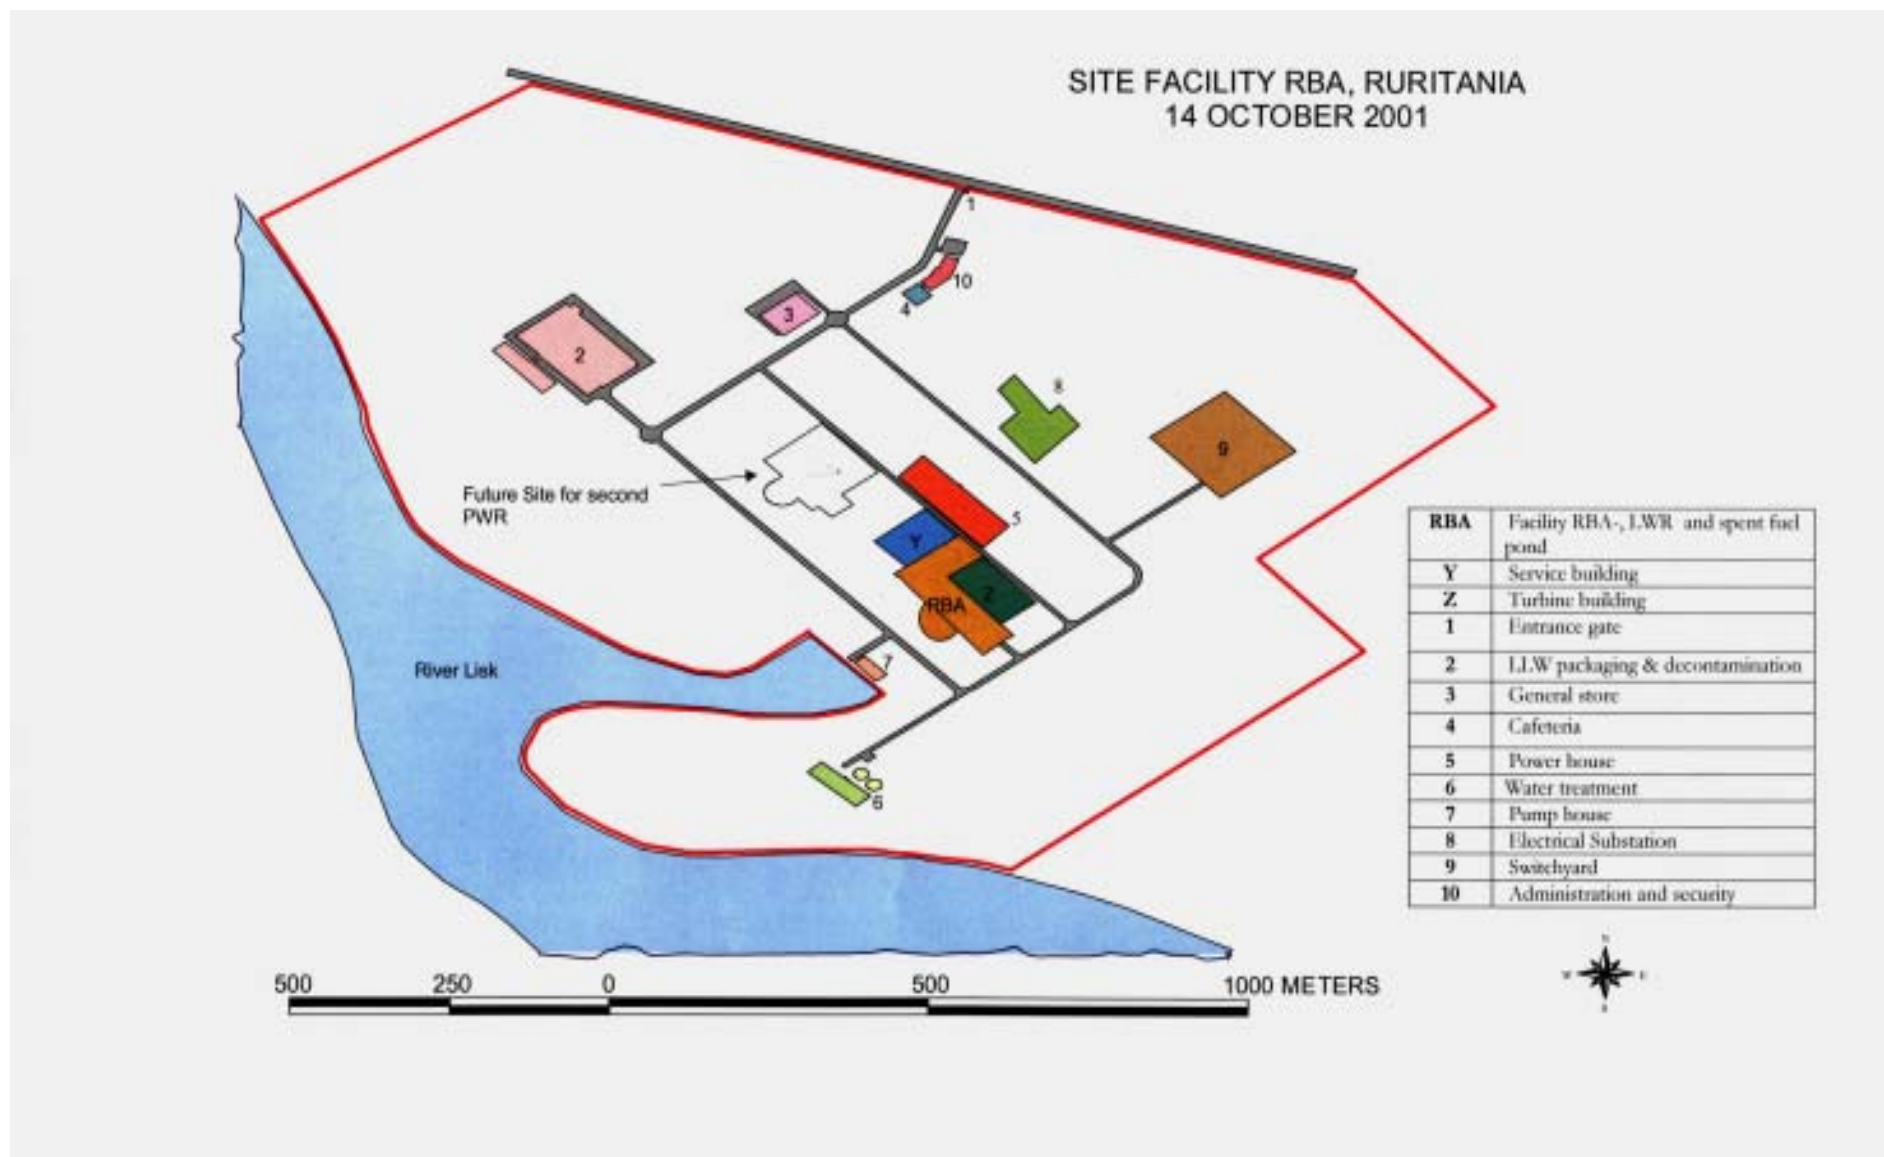 SITE FACILITY RBA, RURITANIA
14 OCTOBER 2001
1
10
4
3
2
8
9
Future Site for second
PWR
5
Y
Z
RBA
7
River Lisk
6
RBA Facility RBA-, LWR and spent fuel
pond
Y Service building
Z Turbine building
1 Entrance gate
2 LLW packaging & decontamination
3 General store
4 Cafeteria
5 Power house
6 Water treatment
7 Pump house
8 Electrical Substation
9 Switchyard
10 Administration and security
N
W E
S
500 250 0 500 1000 METERS